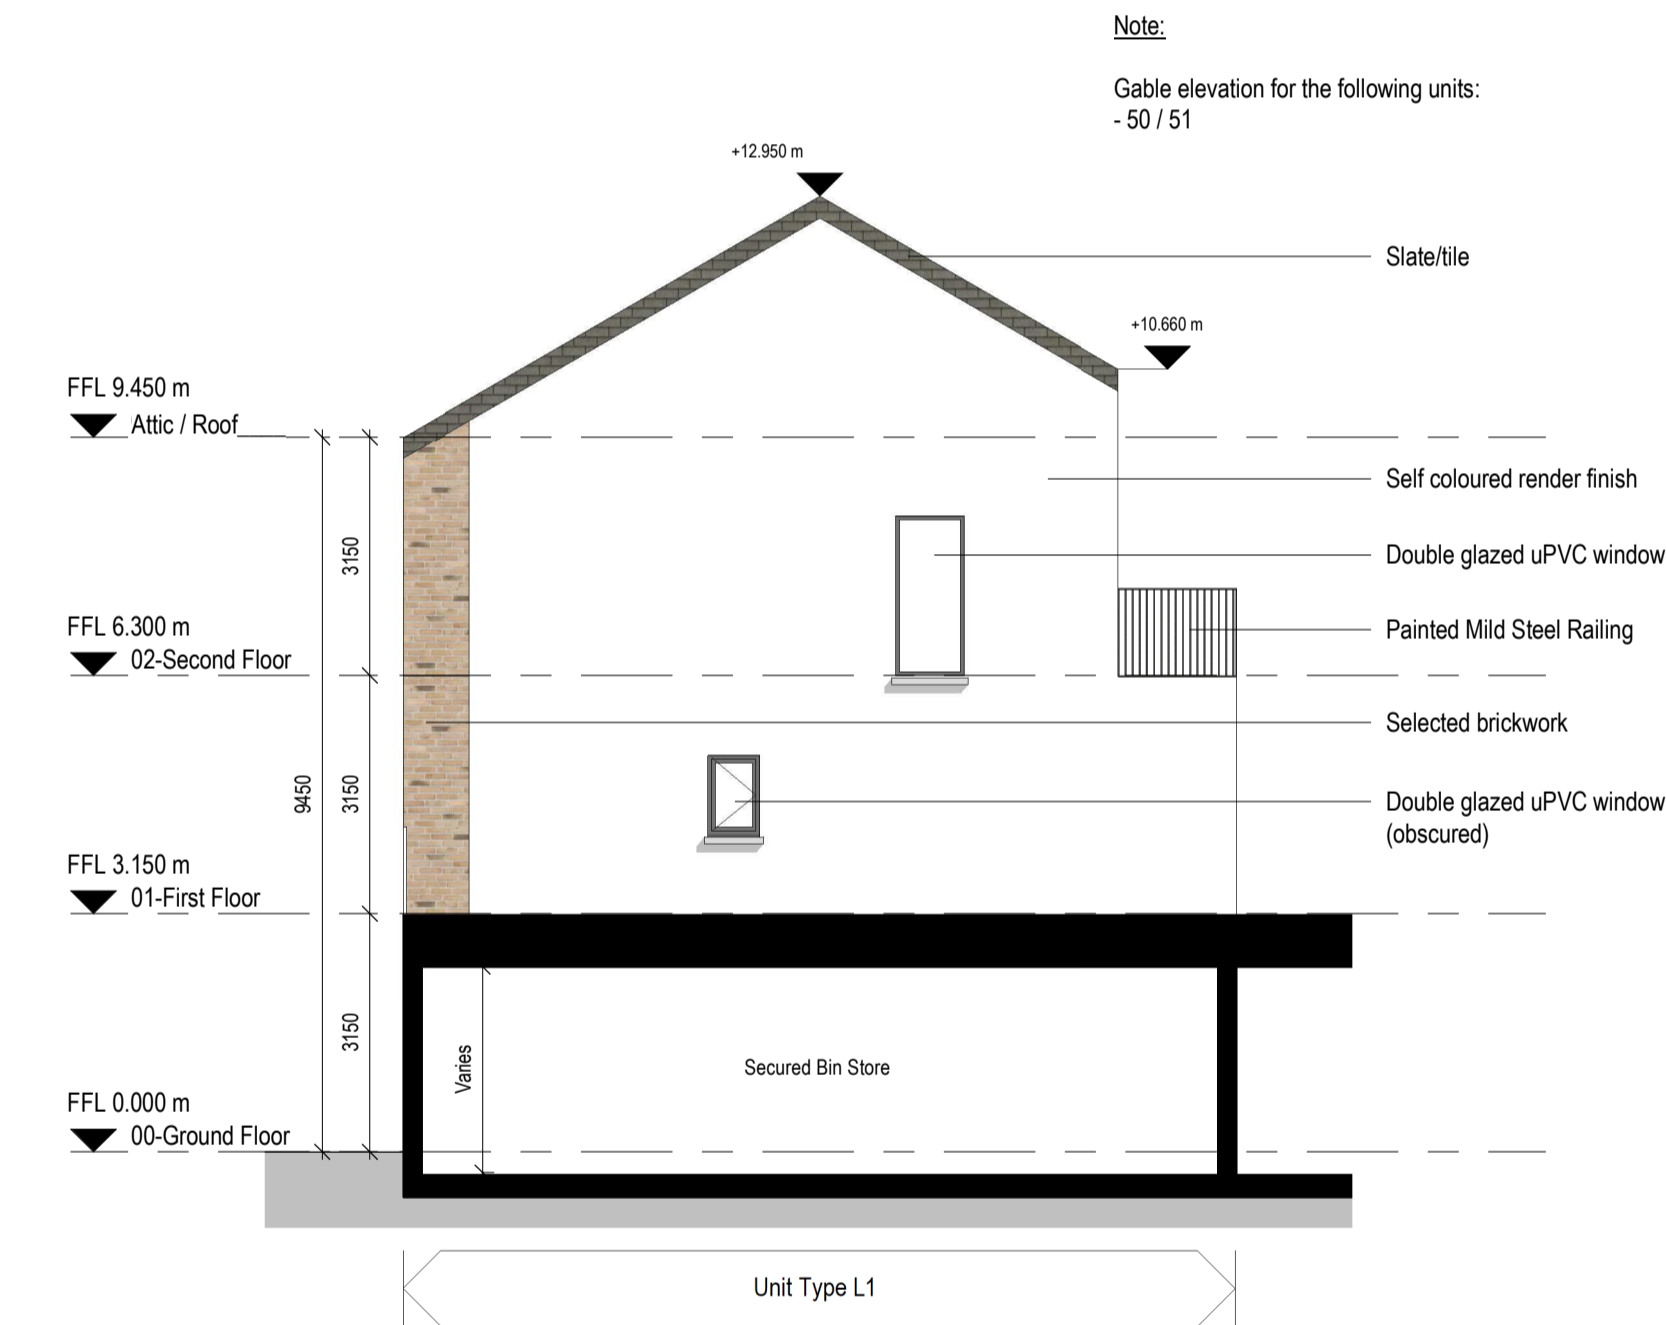 Note:
Gable elevation for the following units:
- 50 / 51
+12.950 m
Slate/tile
+10.660 m
FFL 9.450 m
Attic / Roof
Self coloured render finish
3150
Double glazed uPVC window
FFL 6.300 m
02-Second Floor
Painted Mild Steel Railing
Selected brickwork
9450
3150
Double glazed uPVC window
(obscured)
FFL 3.150 m
01-First Floor
3150
Varies
Secured Bin Store
FFL 0.000 m
00-Ground Floor
Unit Type L1